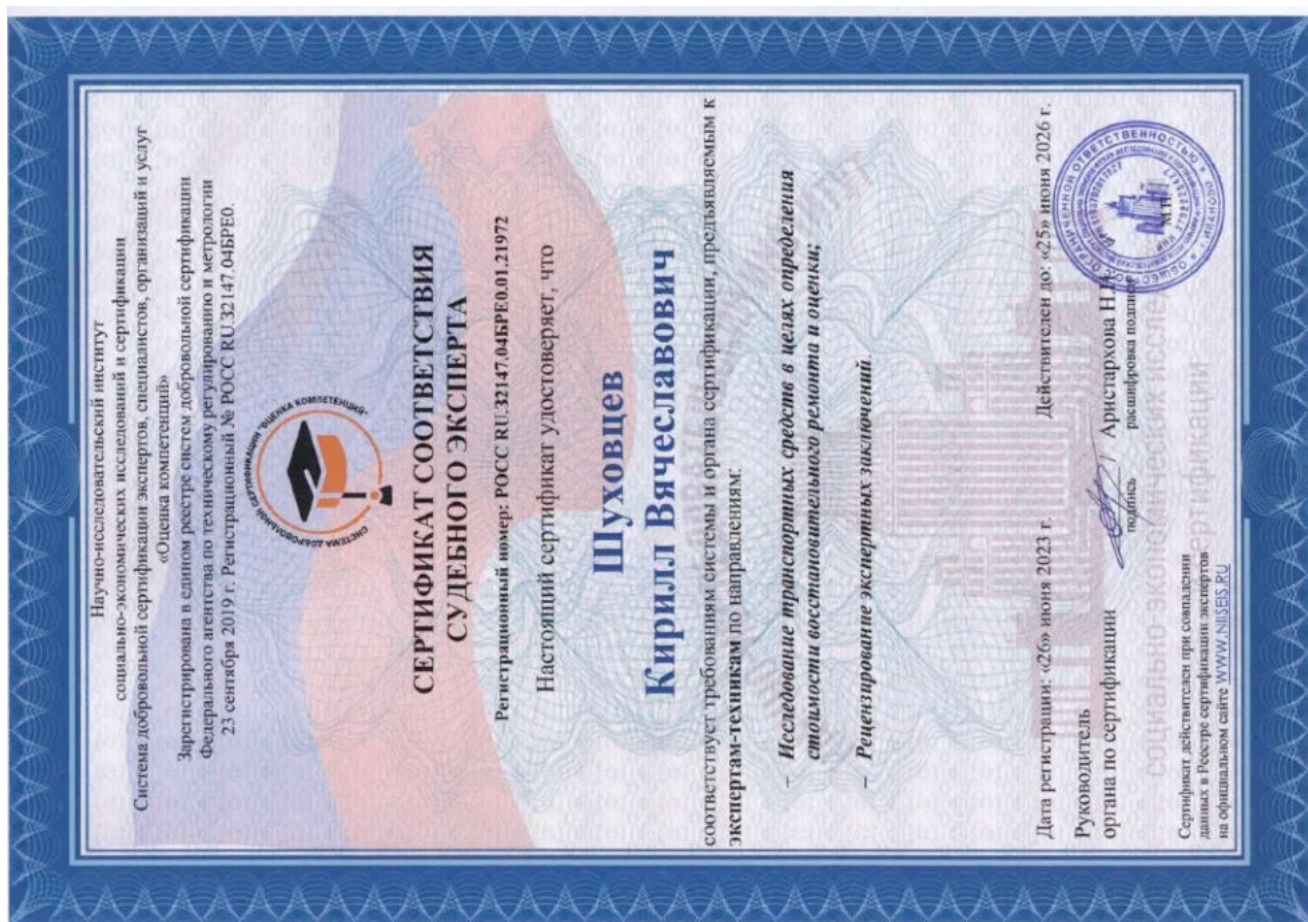 Научно-исследовательский институт
социально-экономических исследований и сертификации
Система добровольной сертификации экспертов, специалистов, организаций и услуг
«Оценка компетенций»
Зарегистрирована в едином реестре систем добровольной сертификации
Федерального агентства по техническому регулированию и метрологии
23 сентября 2019 г. Регистрационный № РОСС RU.32147.04БРЕ0.
СИСТЕМА ДОБРОВОЛЬНОЙ СЕРТИФИКАЦИИ "ОЦЕНКА КОМПЕТЕНЦИЙ"
СЕРТИФИКАТ СООТВЕТСТВИЯ
СУДЕБНОГО ЭКСПЕРТА
Регистрационный номер: РОСС RU.32147.04БРЕ0.01.21972
Настоящий сертификат удостоверяет, что
Шуховцев
Кирилл Вячеславович
соответствует требованиям системы и органа сертификации, предъявляемым к
экспертам-техникам по направлениям:
– Исследование транспортных средств в целях определения
стоимости восстановительного ремонта и оценки;
– Рецензирование экспертных заключений.
Дата регистрации: «26» июня 2023 г. Действителен до: «25» июня 2026 г.
Руководитель
органа по сертификации Аристархова Н.В.
подпись расшифровка подписи
М.П.
Сертификат действителен при совпадении
данных в Реестре сертификации экспертов
на официальном сайте WWW.NIISEIS.RU